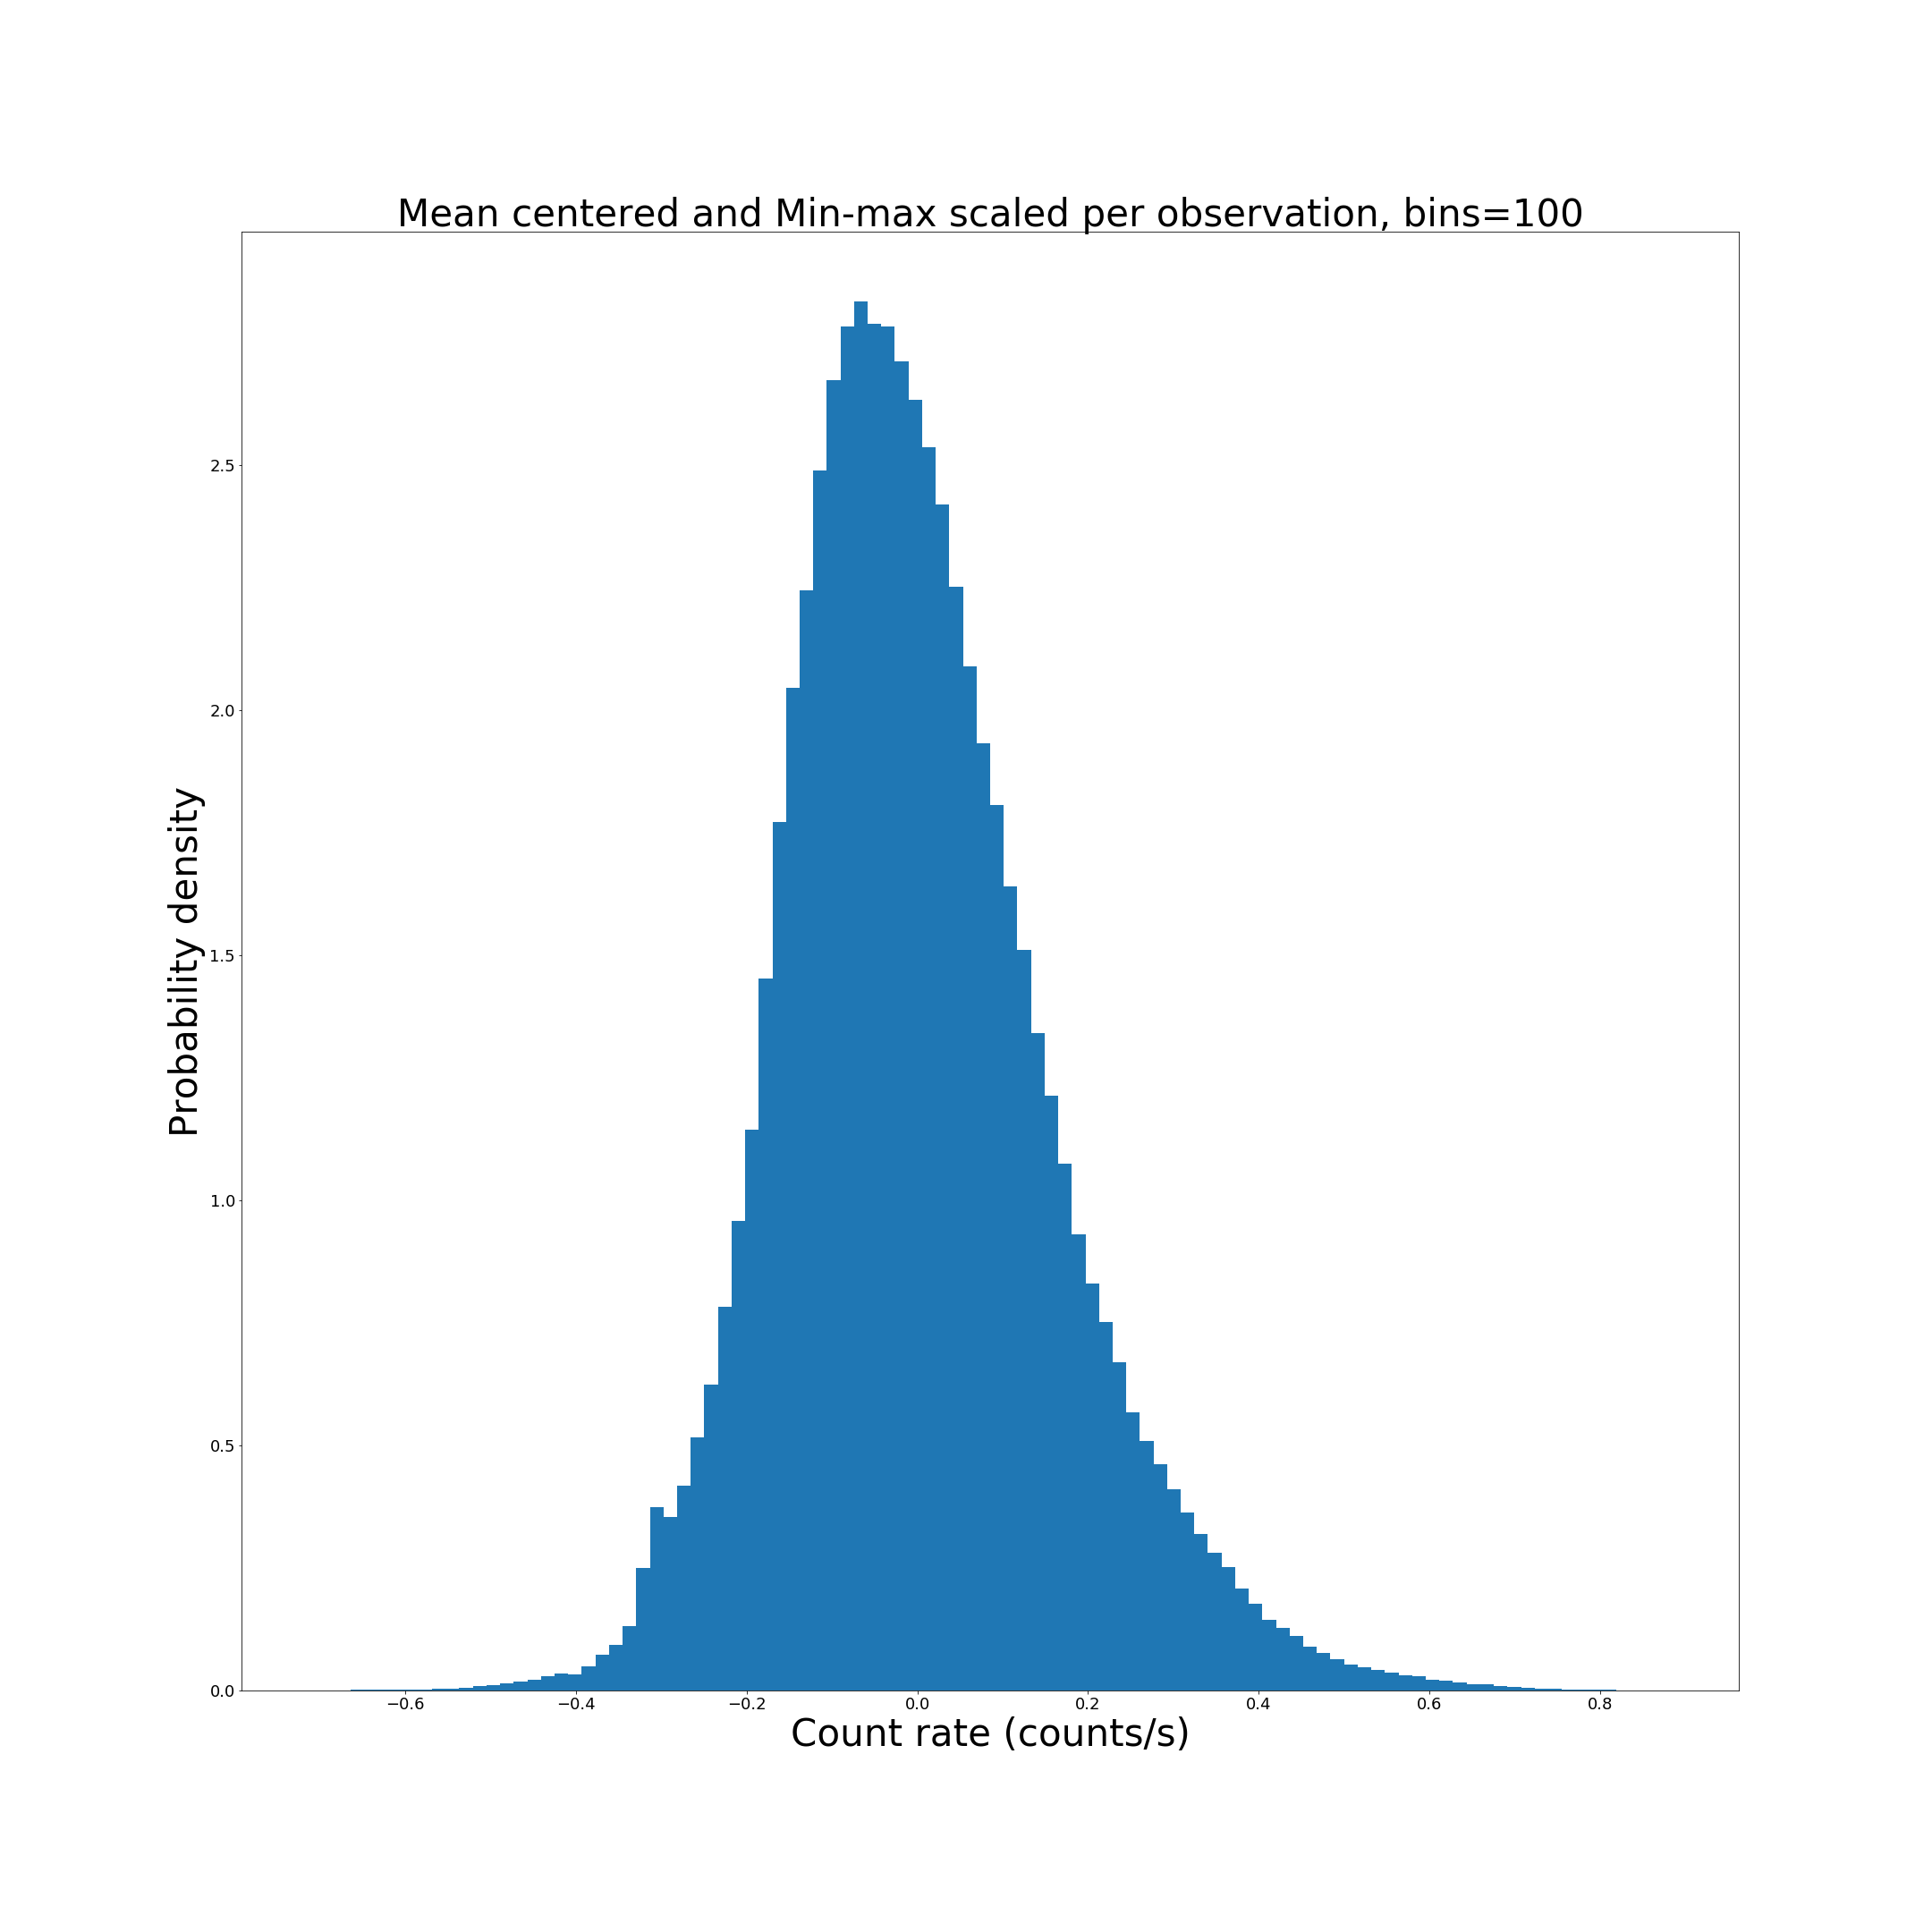 Mean centered and Min-max scaled per observation, bins=100
Probability density
2.5
2.0
1.5
1.0
0.5
0.0
−0.6 −0.4 −0.2 0.0 0.2 0.4 0.6 0.8
Count rate (counts/s)